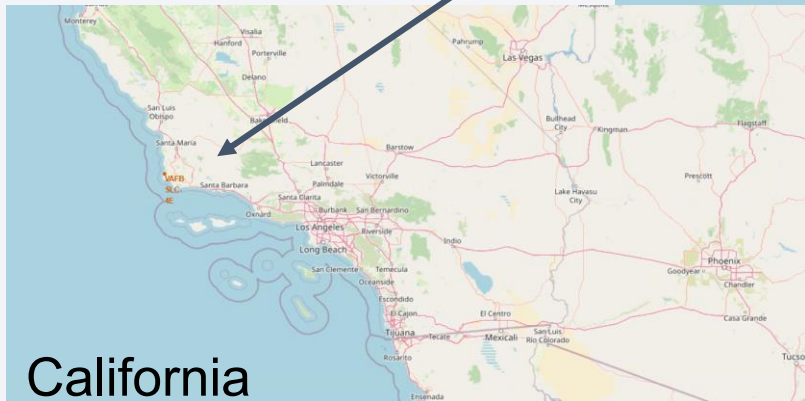 Monterey
Visalia
Hanford
Porterville
Delano
Pahrump
Las Vegas
San Luis
Obispo
Bakersfield
Bullhead
City
Kingman
Flagstaff
Santa Maria
Barstow
Lancaster
Victorville
Prescott
VAFB
SLC
4E
Santa Barbara
Palmdale
Lake Havasu
City
Santa Clarita
Oxnard
Burbank
San Bernardino
Los Angeles
Riverside
Long Beach
Indio
Phoenix
San Clemente
Temecula
Goodyear
Chandler
Oceanside
Escondido
El Cajon
El Centro
Casa Grande
Tijuana
Tecate
Mexicali
San Luis
Rio Colorado
Rosarito
Tucso
California
Ensenada